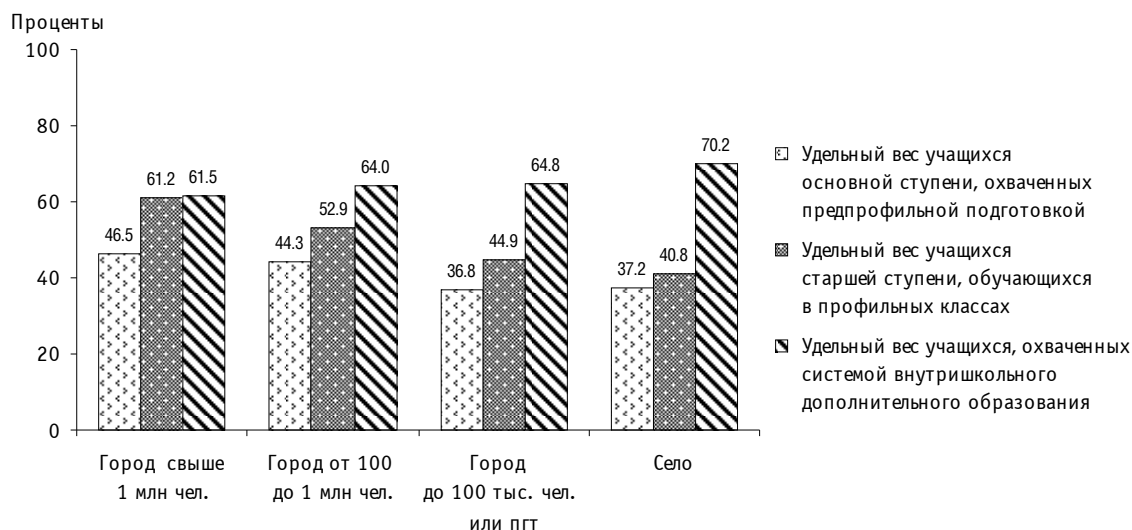 Проценты
100
80
60
40
20
0
46.5
61.2
61.5
44.3
52.9
64.0
36.8
44.9
64.8
37.2
40.8
70.2
Город свыше
1 млн чел.
Город от 100
до 1 млн чел.
Город
до 100 тыс. чел.
или пгт
Село
Удельный вес учащихся
основной ступени, охваченных
предпрофильной подготовкой
Удельный вес учащихся
старшей ступени, обучающихся
в профильных классах
Удельный вес учащихся, охваченных
системой внутришкольного
дополнительного образования